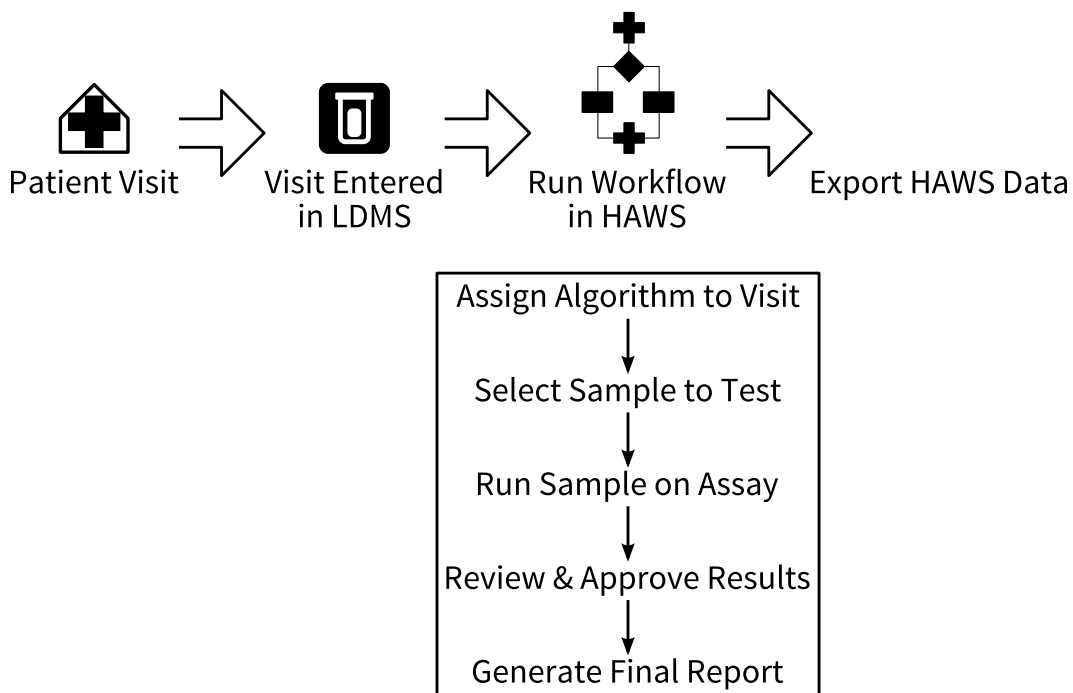 Patient Visit
Visit Entered
in LDMS
Run Workflow
in HAWS
Export HAWS Data
Assign Algorithm to Visit
Select Sample to Test
Run Sample on Assay
Review & Approve Results
Generate Final Report